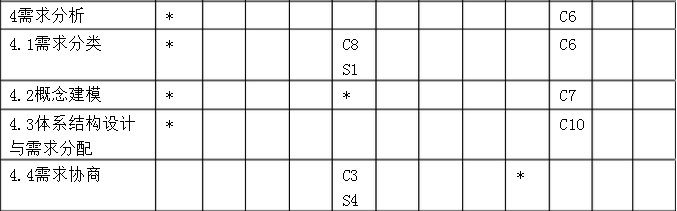 4需求分析 * C6
4.1需求分类 * C8 C6
S1
4.2概念建模 * * C7
4.3体系结构设计 * C10
与需求分配
4.4需求协商 C3 *
S4